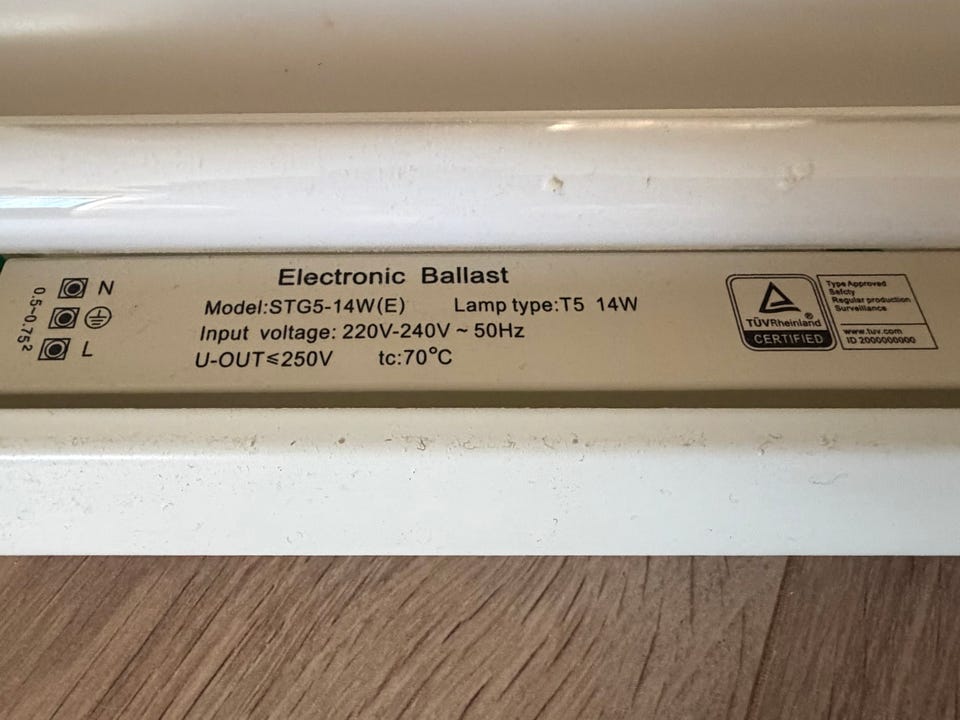 Electronic Ballast
Model:STG5-14W(E) Lamp type:T5 14W
Input voltage: 220V-240V ~ 50Hz
U-OUT≤250V tc:70°C
N
L
0.5~0.75²
TÜVRheinland
CERTIFIED
Type Approved
Safety
Regular production
Surveillance
www.tuv.com
ID 2000000000